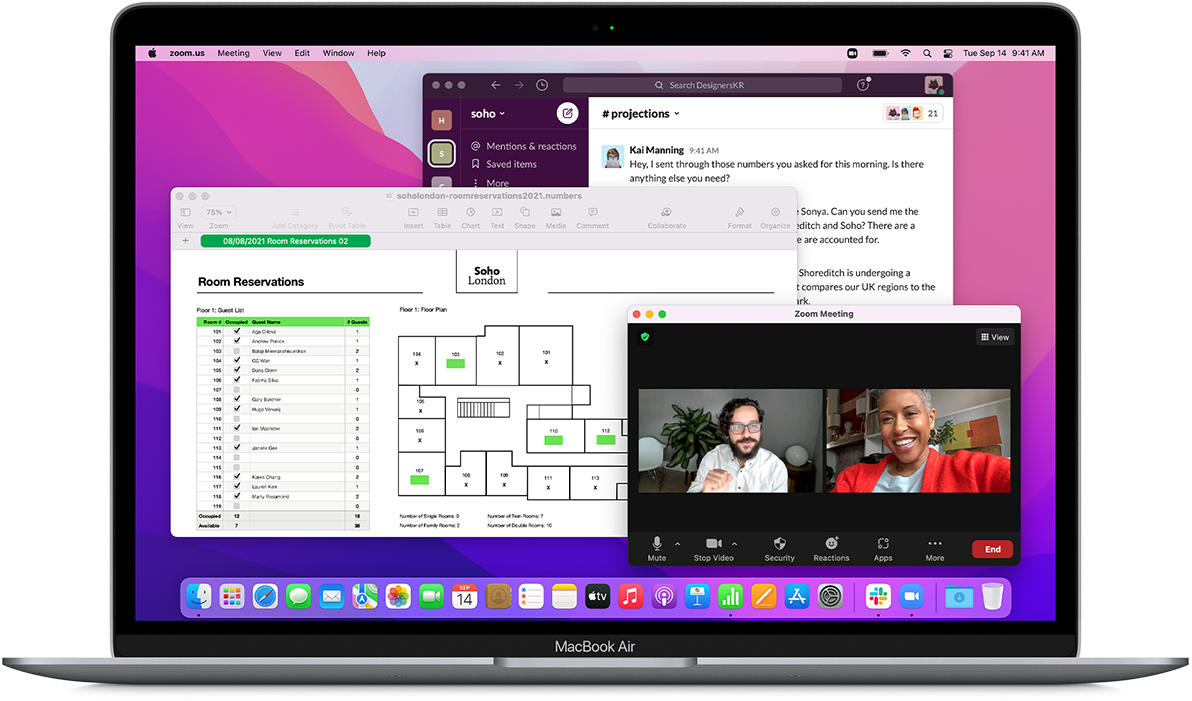 zoom.us Meeting View Edit Window Help
Tue Sep 14 9:41 AM
Search DesignersKR
?
H
soho
# projections
21
S
Mentions & reactions
Saved items
More
Kai Manning 9:41 AM
Hey, I sent through those numbers you asked for this morning. Is there
anything else you need?
Sonya. Can you send me the
and Soho? There are a
are accounted for.
Shoreditch is undergoing a
compares our UK regions to the
soholondon-roomreservations2021.numbers
75%
View Zoom Add Category Pivot Table Insert Table Chart Text Shape Media Comment Collaborate Format Organize
+ 08/08/2021 Room Reservations 02
Soho
London
Room Reservations
Floor 1: Guest List
Room # Occupied Guest Name # Guests
101 1
102 Andrew Pirrick 1
103 Balaji Meenakshisundran 2
104 CC Wan 1
105 Dana Glenn 2
106 Fatima Silva 1
107 0
108 Gary Butcher 1
109 Hugo Verweij 1
110 0
111 Ian Macnider 2
112 0
113 Janelle Gee 1
114 0
115 0
116 Karen Chang 2
117 Lauren Kerr 1
118 Marty Rosamond 2
119 0
Occupied 12 18
Available 7 36
Floor 1: Floor Plan
104 X
103
102 X
101 X
105 X
106 X
107
108 X
109 X
110
112
111 X
113 X
Number of Single Rooms: 0
Number of Twin Rooms: 7
Number of Family Rooms: 2
Number of Double Rooms: 10
Zoom Meeting
View
Mute
Stop Video
Security
Reactions
Apps
More
End
SEP
14
tv
MacBook Air